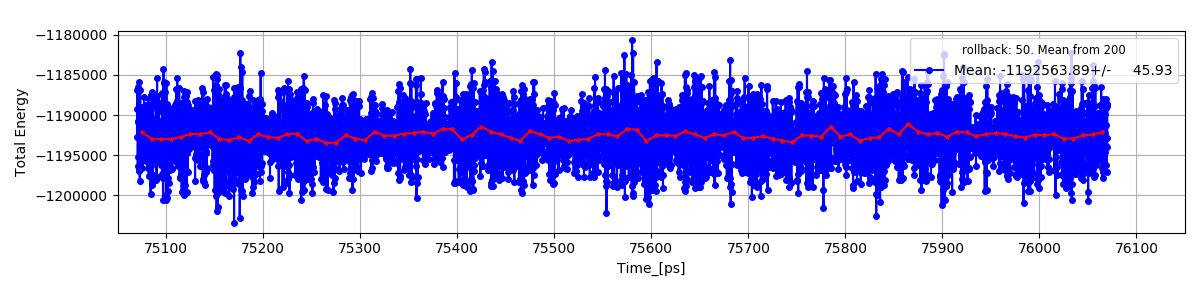 rollback: 50. Mean from 200
Mean: -1192563.89+/- 45.93
Total Energy
−1180000
−1185000
−1190000
−1195000
−1200000
75100 75200 75300 75400 75500 75600 75700 75800 75900 76000 76100
Time_[ps]